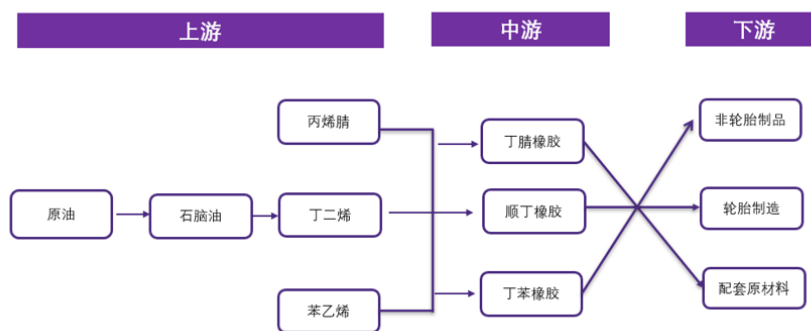 上游
中游
下游
丙烯腈
丁腈橡胶
非轮胎制品
原油
石脑油
丁二烯
顺丁橡胶
轮胎制造
苯乙烯
丁苯橡胶
配套原材料